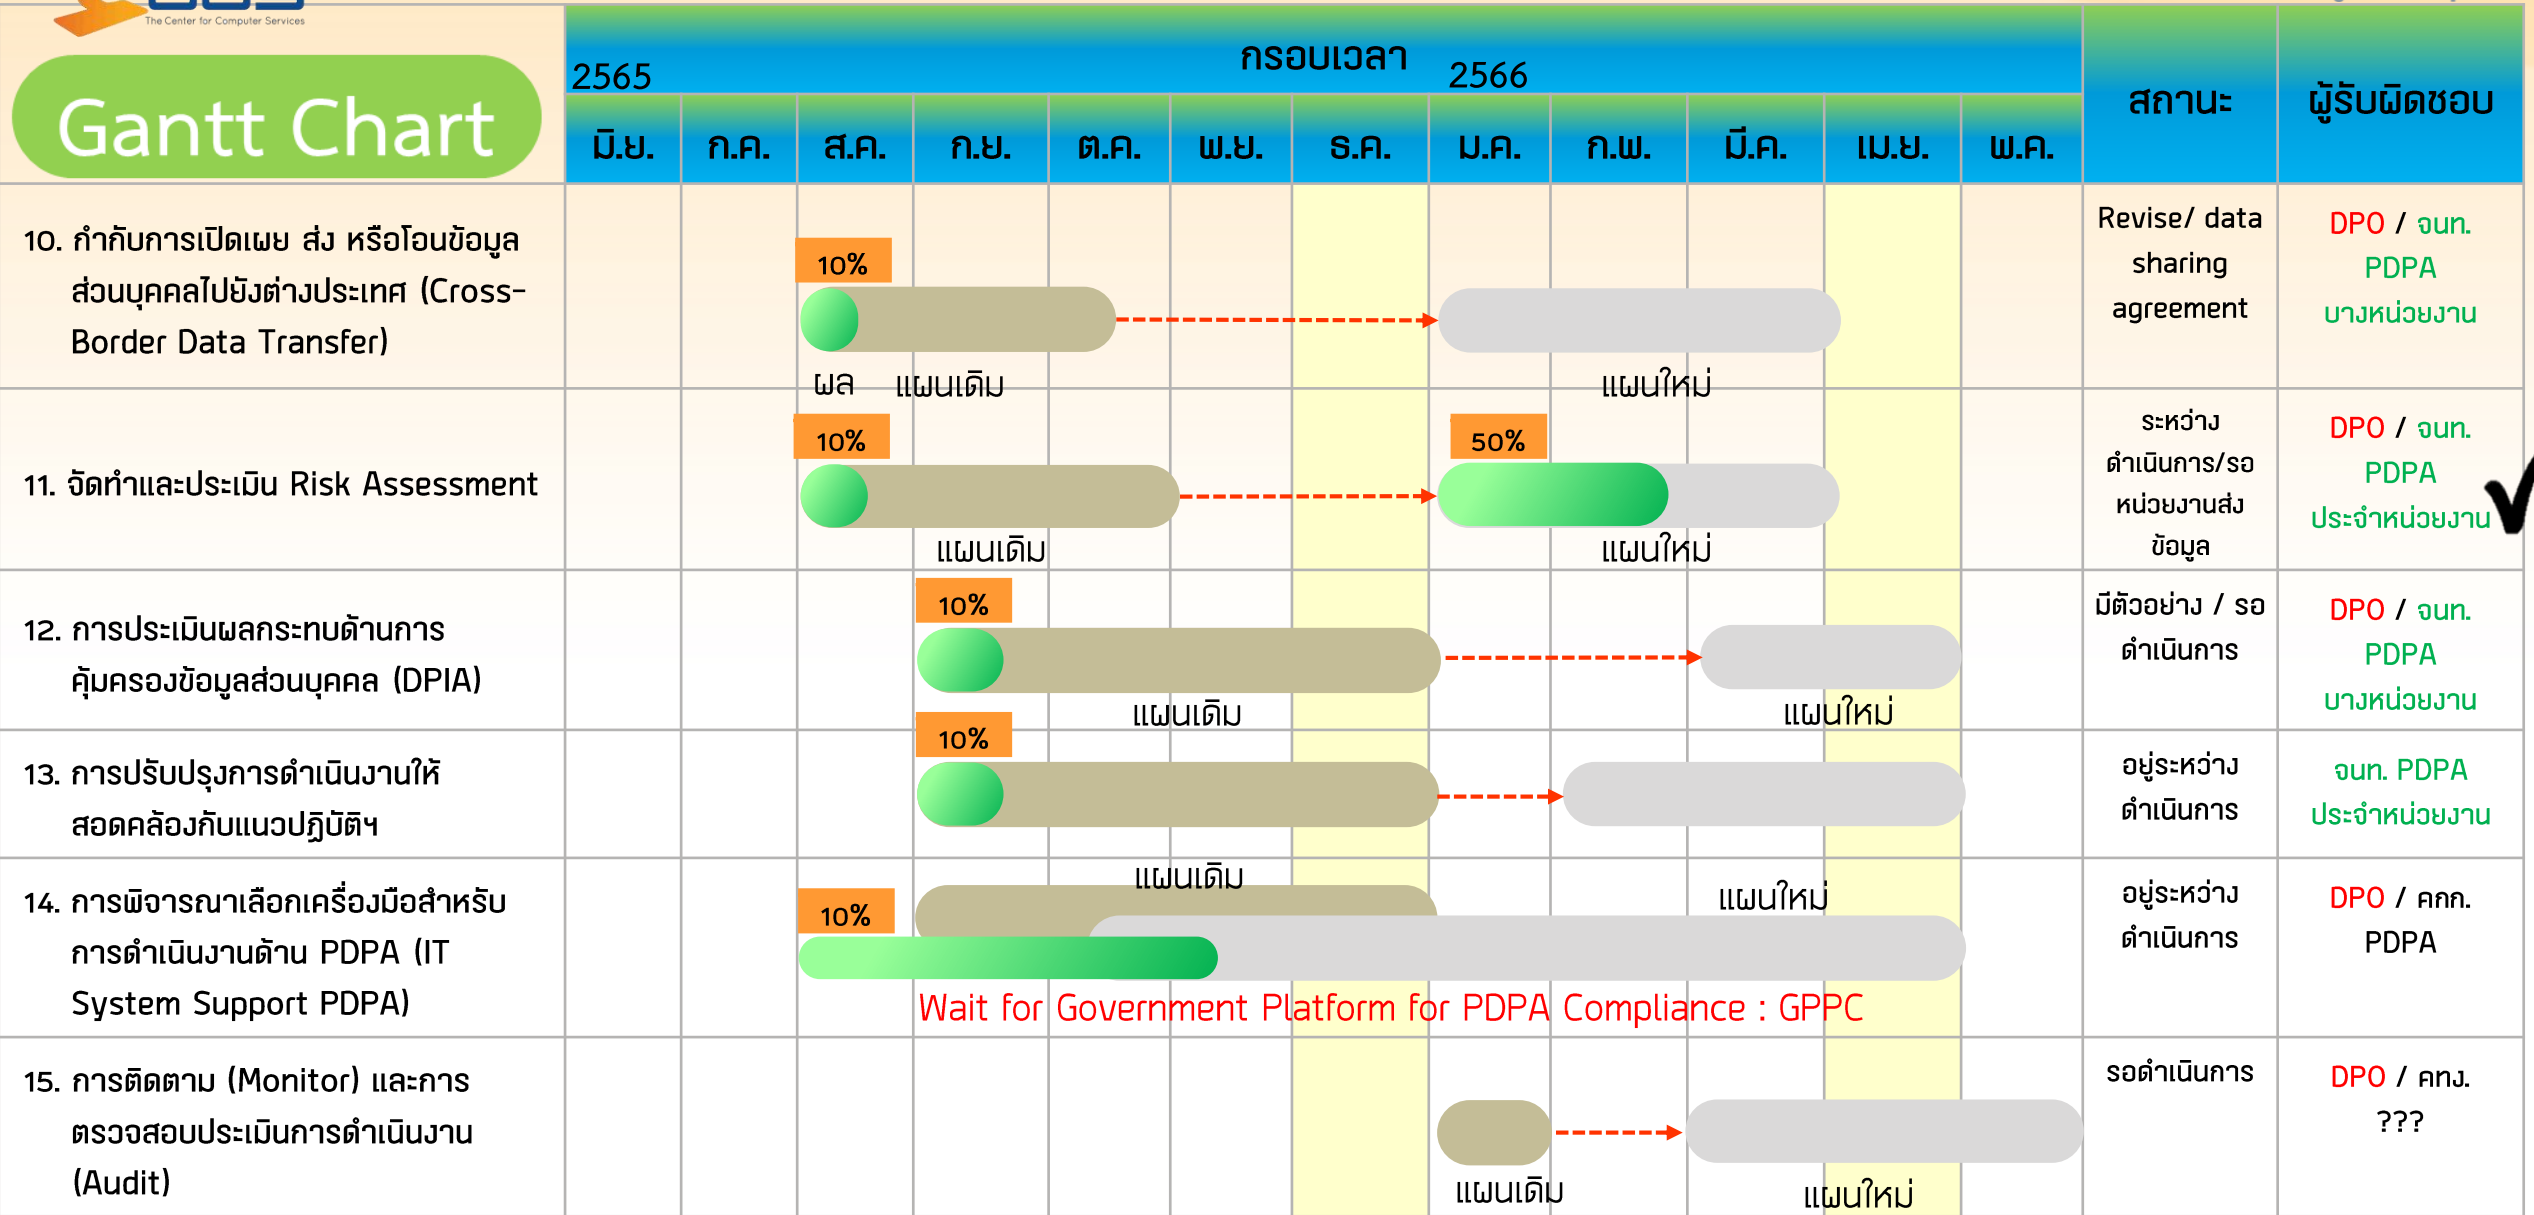 The Center for Computer Services
Gantt Chart
กรอบเวลา
2565
2566
สถานะ
ผู้รับผิดชอบ
มิ.ย.
ก.ค.
ส.ค.
ก.ย.
ต.ค.
พ.ย.
ธ.ค.
ม.ค.
ก.พ.
มี.ค.
เม.ย.
พ.ค.
10. กำกับการเปิดเผย ส่ง หรือโอนข้อมูล
ส่วนบุคคลไปยังต่างประเทศ (Cross-
Border Data Transfer)
10%
ผล
แผนเดิม
แผนใหม่
Revise/ data
sharing
agreement
DPO / จนท.
PDPA
บางหน่วยงาน
11. จัดทำและประเมิน Risk Assessment
10%
50%
แผนเดิม
แผนใหม่
ระหว่าง
ดำเนินการ/รอ
หน่วยงานส่ง
ข้อมูล
DPO / จนท.
PDPA
ประจำหน่วยงาน
12. การประเมินผลกระทบด้านการ
คุ้มครองข้อมูลส่วนบุคคล (DPIA)
10%
แผนเดิม
แผนใหม่
มีตัวอย่าง / รอ
ดำเนินการ
DPO / จนท.
PDPA
บางหน่วยงาน
13. การปรับปรุงการดำเนินงานให้
สอดคล้องกับแนวปฏิบัติฯ
10%
แผนเดิม
อยู่ระหว่าง
ดำเนินการ
จนท. PDPA
ประจำหน่วยงาน
14. การพิจารณาเลือกเครื่องมือสำหรับ
การดำเนินงานด้าน PDPA (IT
System Support PDPA)
10%
แผนใหม่
Wait for Government Platform for PDPA Compliance : GPPC
อยู่ระหว่าง
ดำเนินการ
DPO / คกก.
PDPA
15. การติดตาม (Monitor) และการ
ตรวจสอบประเมินการดำเนินงาน
(Audit)
แผนเดิม
แผนใหม่
รอดำเนินการ
DPO / คทง.
???